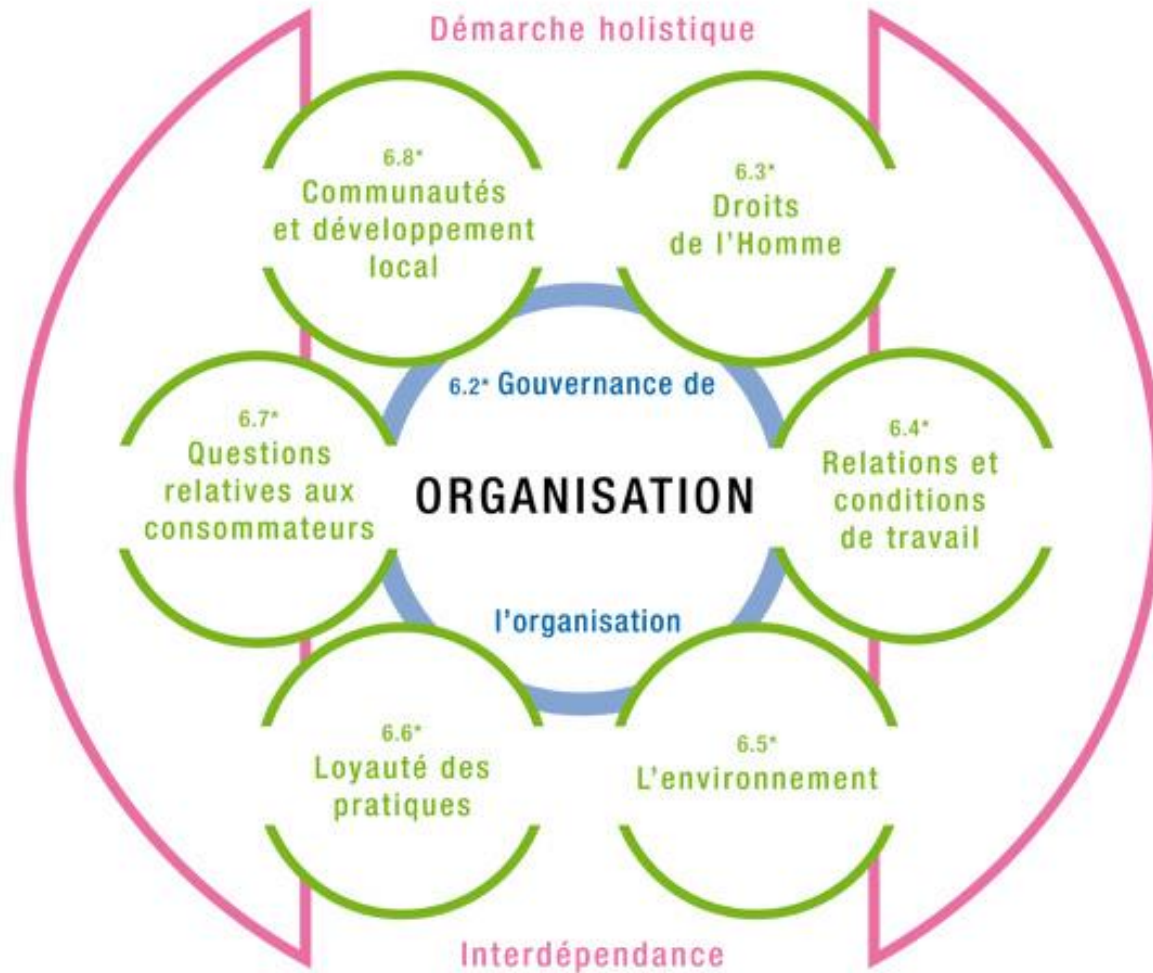 Démarche holistique
6.8*
Communautés
et développement
local
6.3*
Droits
de l'Homme
6.2* Gouvernance de
6.7*
Questions
relatives aux
consommateurs
ORGANISATION
6.4*
Relations et
conditions
de travail
l'organisation
6.6*
Loyauté des
pratiques
6.5*
L'environnement
Interdépendance